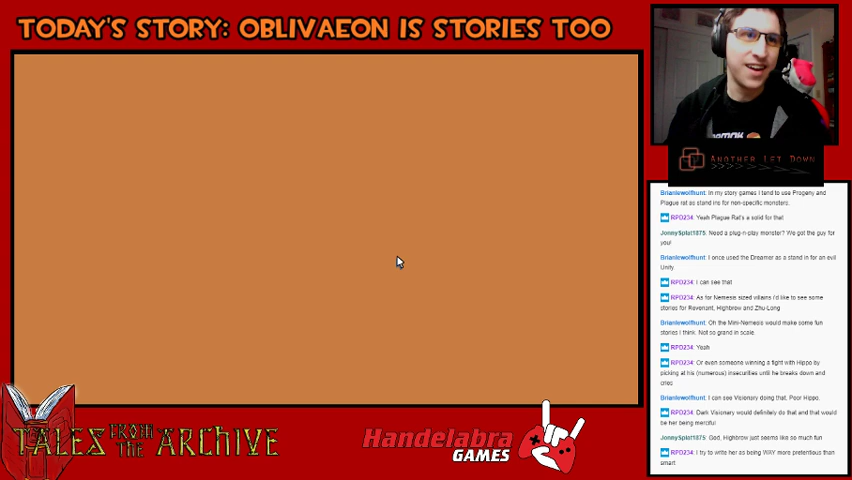 TODAY'S STORY: OBLIVAEON IS STORIES TOO
ANOTHER LET DOWN
Brianlewolfhunt: In my story games I tend to use Progeny and
Plague rat as stand ins for non-specific monsters.
RPD234: Yeah Plague Rat's a solid for that
JonnySplat1875: Need a plug-n-play monster? We got the guy for
you!
Brianlewolfhunt: I once used the Dreamer as a stand in for an evil
Unity.
RPD234: I can see that
RPD234: As for Nemesis sized villains i'd like to see some
stories for Revenant, Highbrow and Zhu-Long
Brianlewolfhunt: Oh the Mini-Nemesis would make some fun
stories I think. Not so grand in scale.
RPD234: Yeah
RPD234: Or even someone winning a fight with Hippo by
picking at his (numerous) insecurities until he breaks down and
cries
Brianlewolfhunt: I can see Visionary doing that. Poor Hippo.
RPD234: Dark Visionary would definitely do that and that would
be her being merciful
JonnySplat1875: God, Highbrow just seems like so much fun
RPD234: I try to write her as being WAY more pretentious than
smart
TALES FROM THE ARCHIVE
Handelabra
GAMES